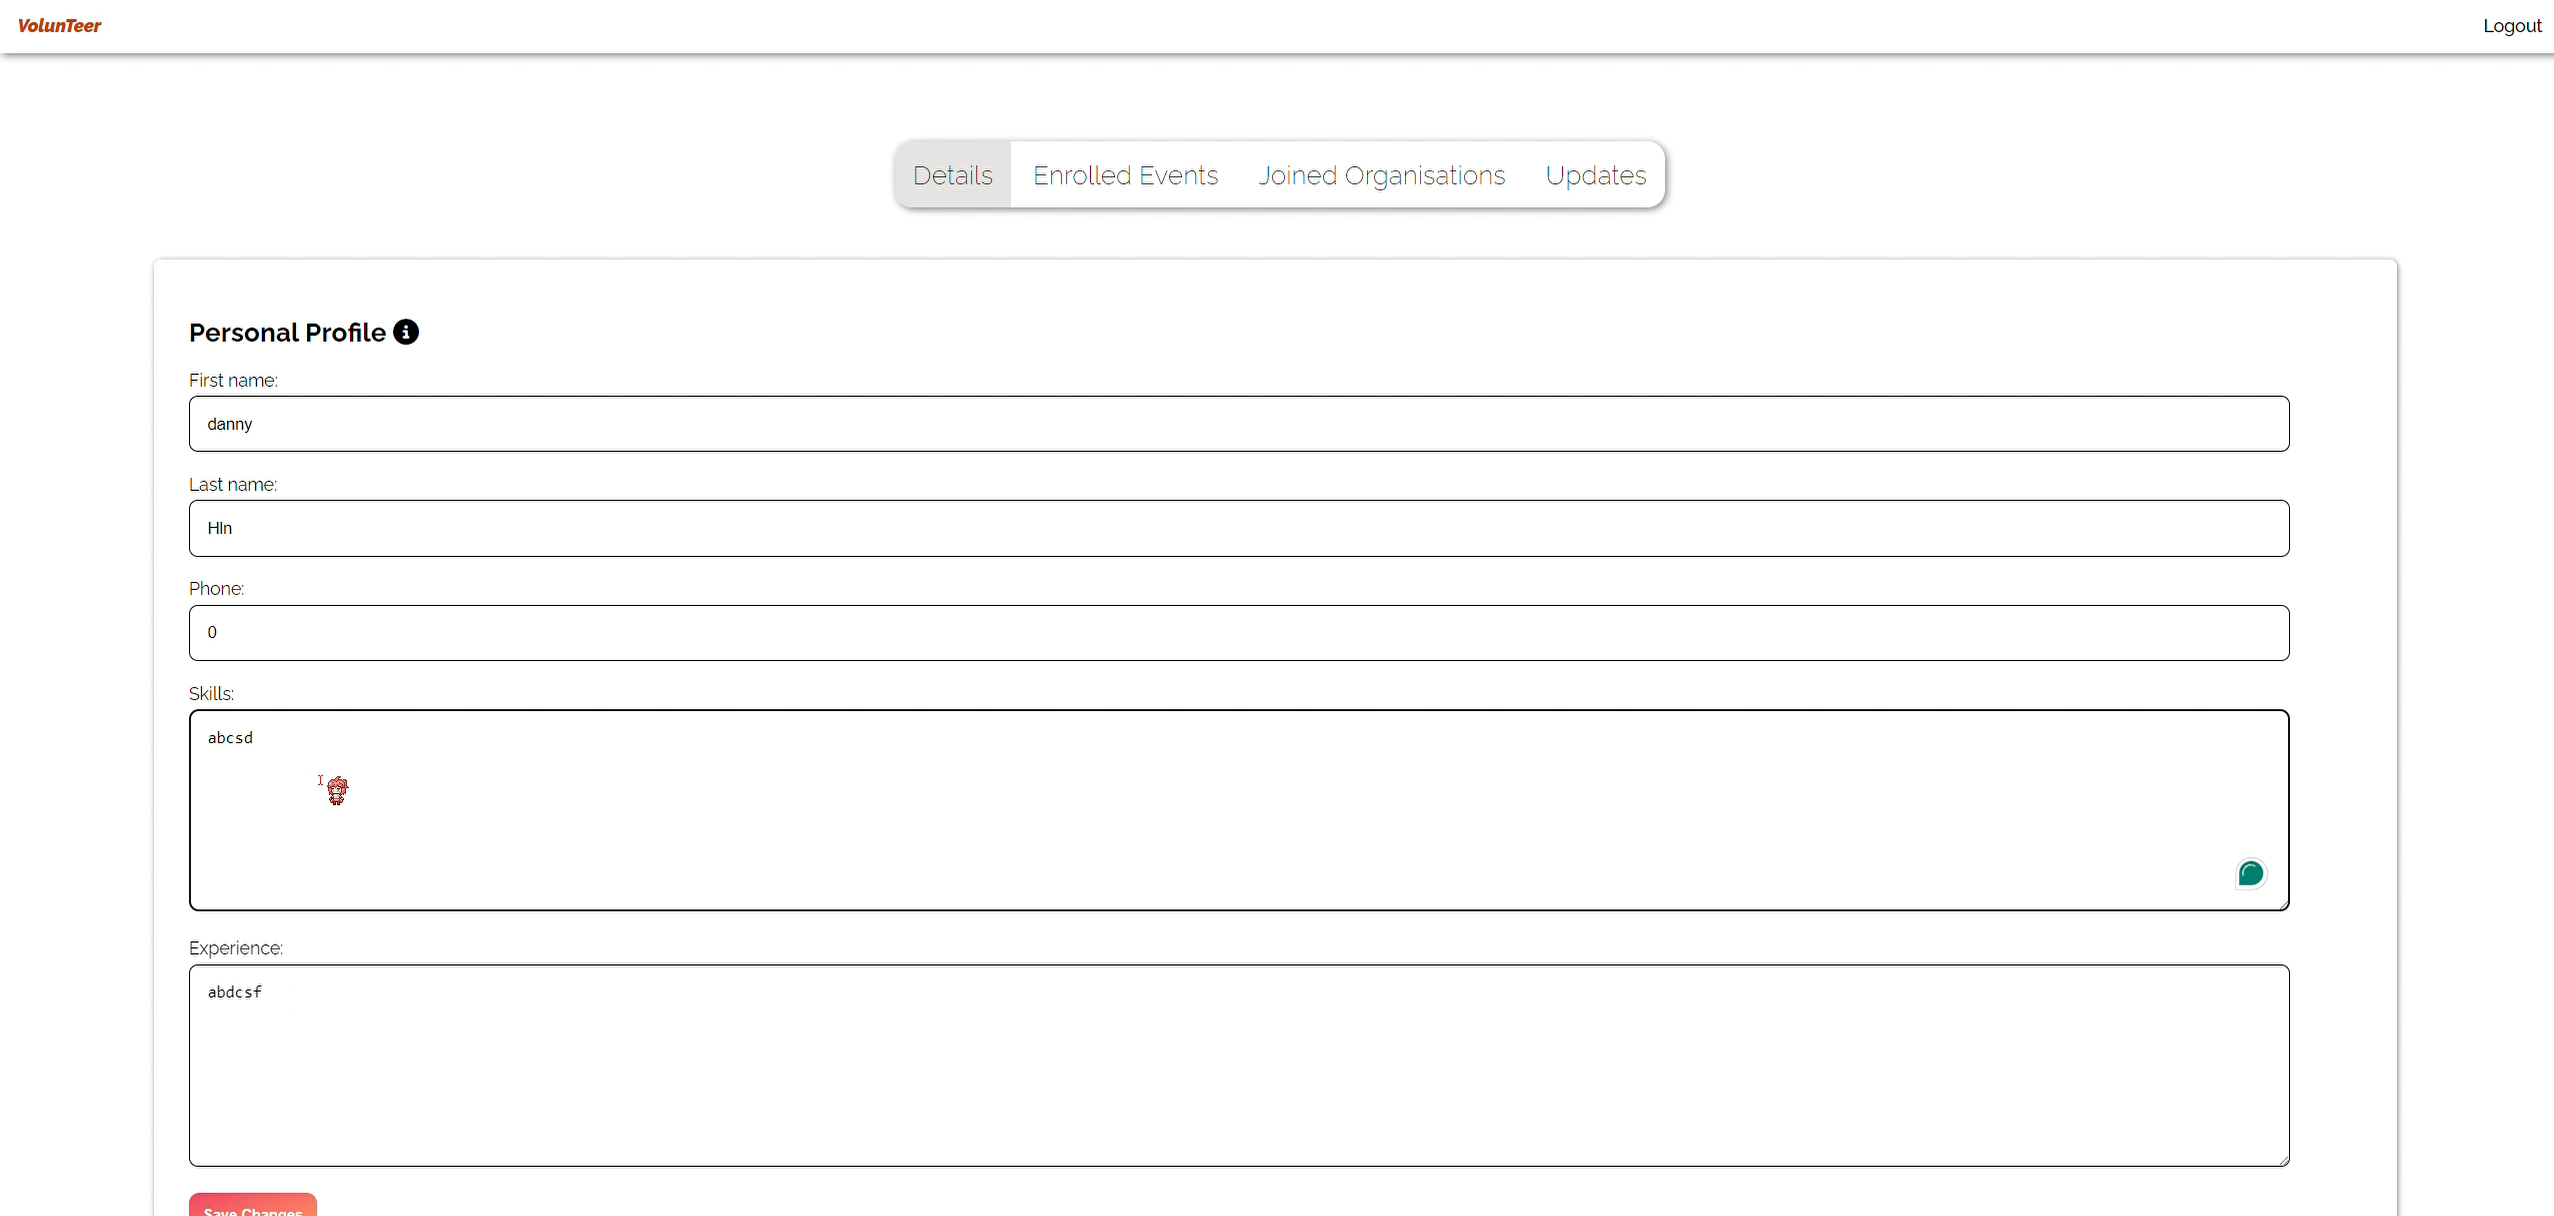 VolunTeer
Logout
Details Enrolled Events Joined Organisations Updates
Personal Profile
First name:
danny
Last name:
Hln
Phone:
0
Skills:
abcsd
Experience:
abdcsf
Save Changes